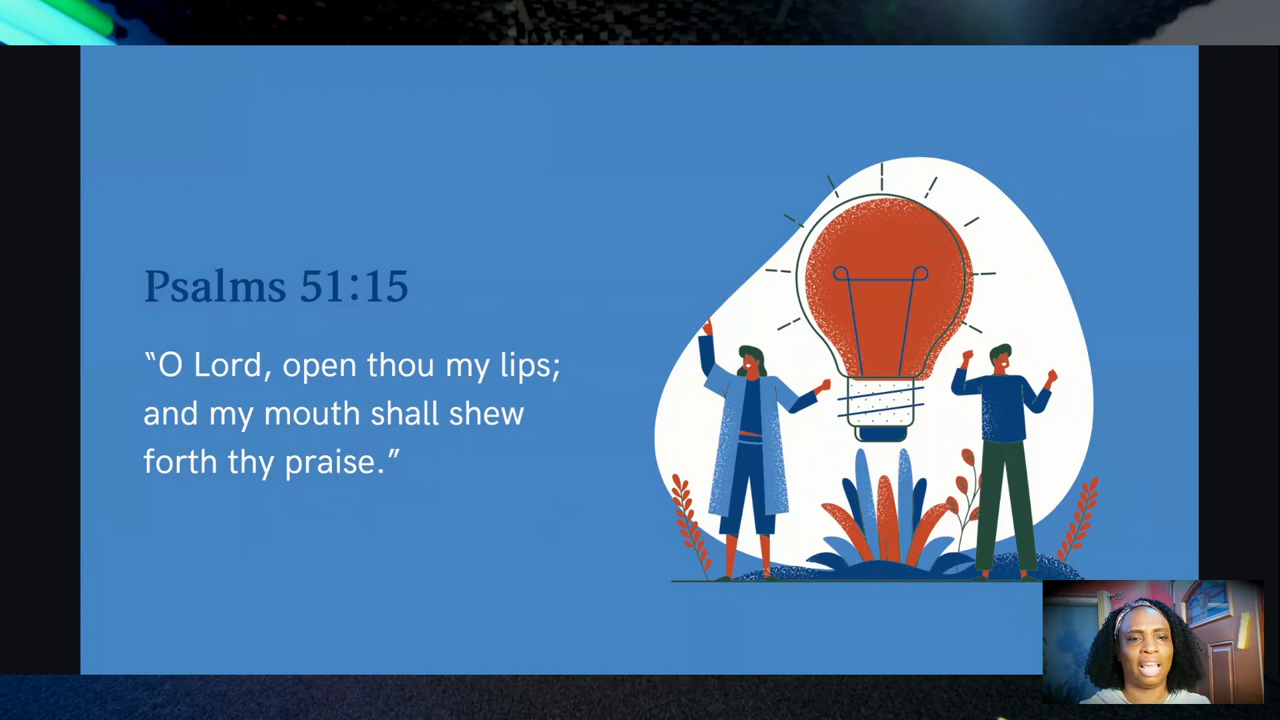 Psalms 51:15
“O Lord, open thou my lips;
and my mouth shall shew
forth thy praise.”